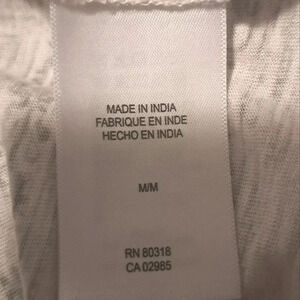 MADE IN INDIA
FABRIQUE EN INDE
HECHO EN INDIA
M/M
RN 80318
CA 02985